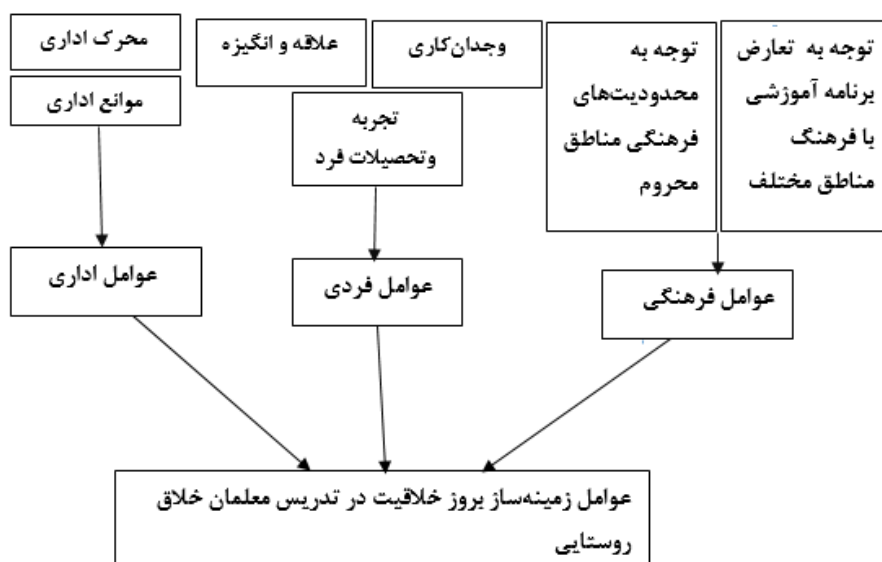 توجه به تعارض
برنامه آموزشی
با فرهنگ
مناطق مختلف
توجه به
محدودیت‌های
فرهنگی مناطق
محروم
وجدان‌کاری
علاقه و انگیزه
تجربه
وتحصیلات فرد
محرک اداری
موانع اداری
عوامل فرهنگی
عوامل فردی
عوامل اداری
عوامل زمینه‌ساز بروز خلاقیت در تدریس معلمان خلاق
روستایی